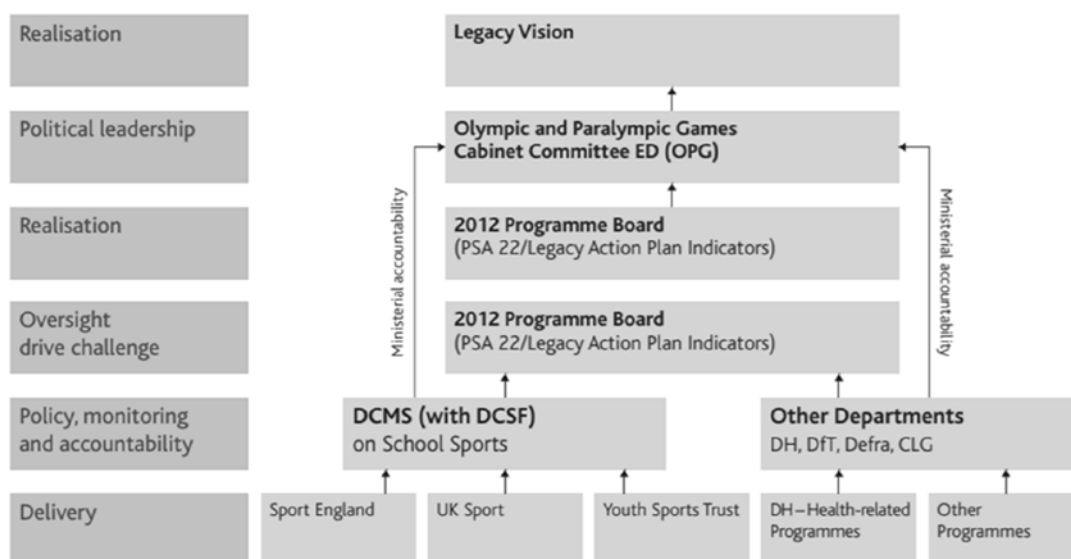 Realisation
Legacy Vision
Political leadership
Olympic and Paralympic Games
Cabinet Committee ED (OPG)
Ministerial accountability
Ministerial accountability
Realisation
2012 Programme Board
(PSA 22/Legacy Action Plan Indicators)
Oversight
drive challenge
2012 Programme Board
(PSA 22/Legacy Action Plan Indicators)
Policy, monitoring
and accountability
DCMS (with DCSF)
on School Sports
Other Departments
DH, DfT, Defra, CLG
Delivery
Sport England
UK Sport
Youth Sports Trust
DH – Health-related
Programmes
Other
Programmes